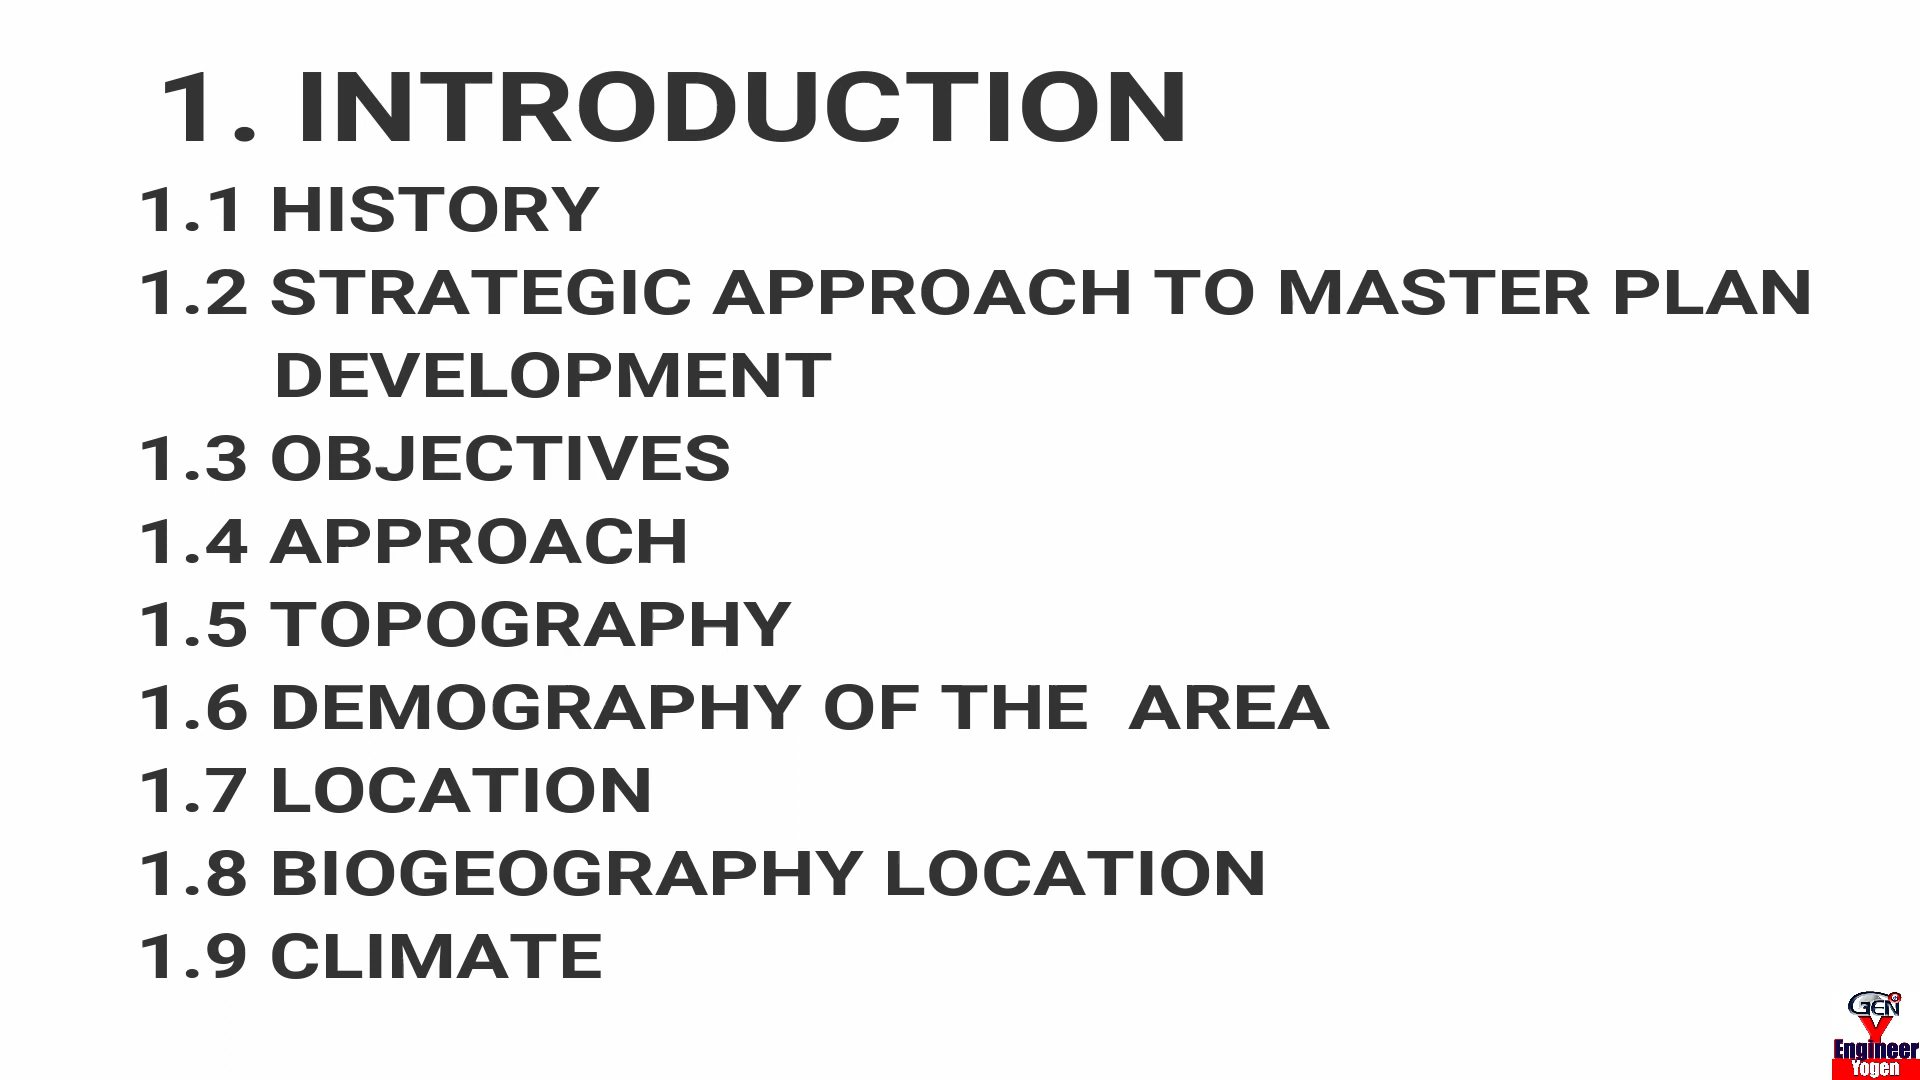 1. INTRODUCTION
1.1 HISTORY
1.2 STRATEGIC APPROACH TO MASTER PLAN
DEVELOPMENT
1.3 OBJECTIVES
1.4 APPROACH
1.5 TOPOGRAPHY
1.6 DEMOGRAPHY OF THE  AREA
1.7 LOCATION
1.8 BIOGEOGRAPHY LOCATION
1.9 CLIMATE
GEN
Y
Engineer
Yogen